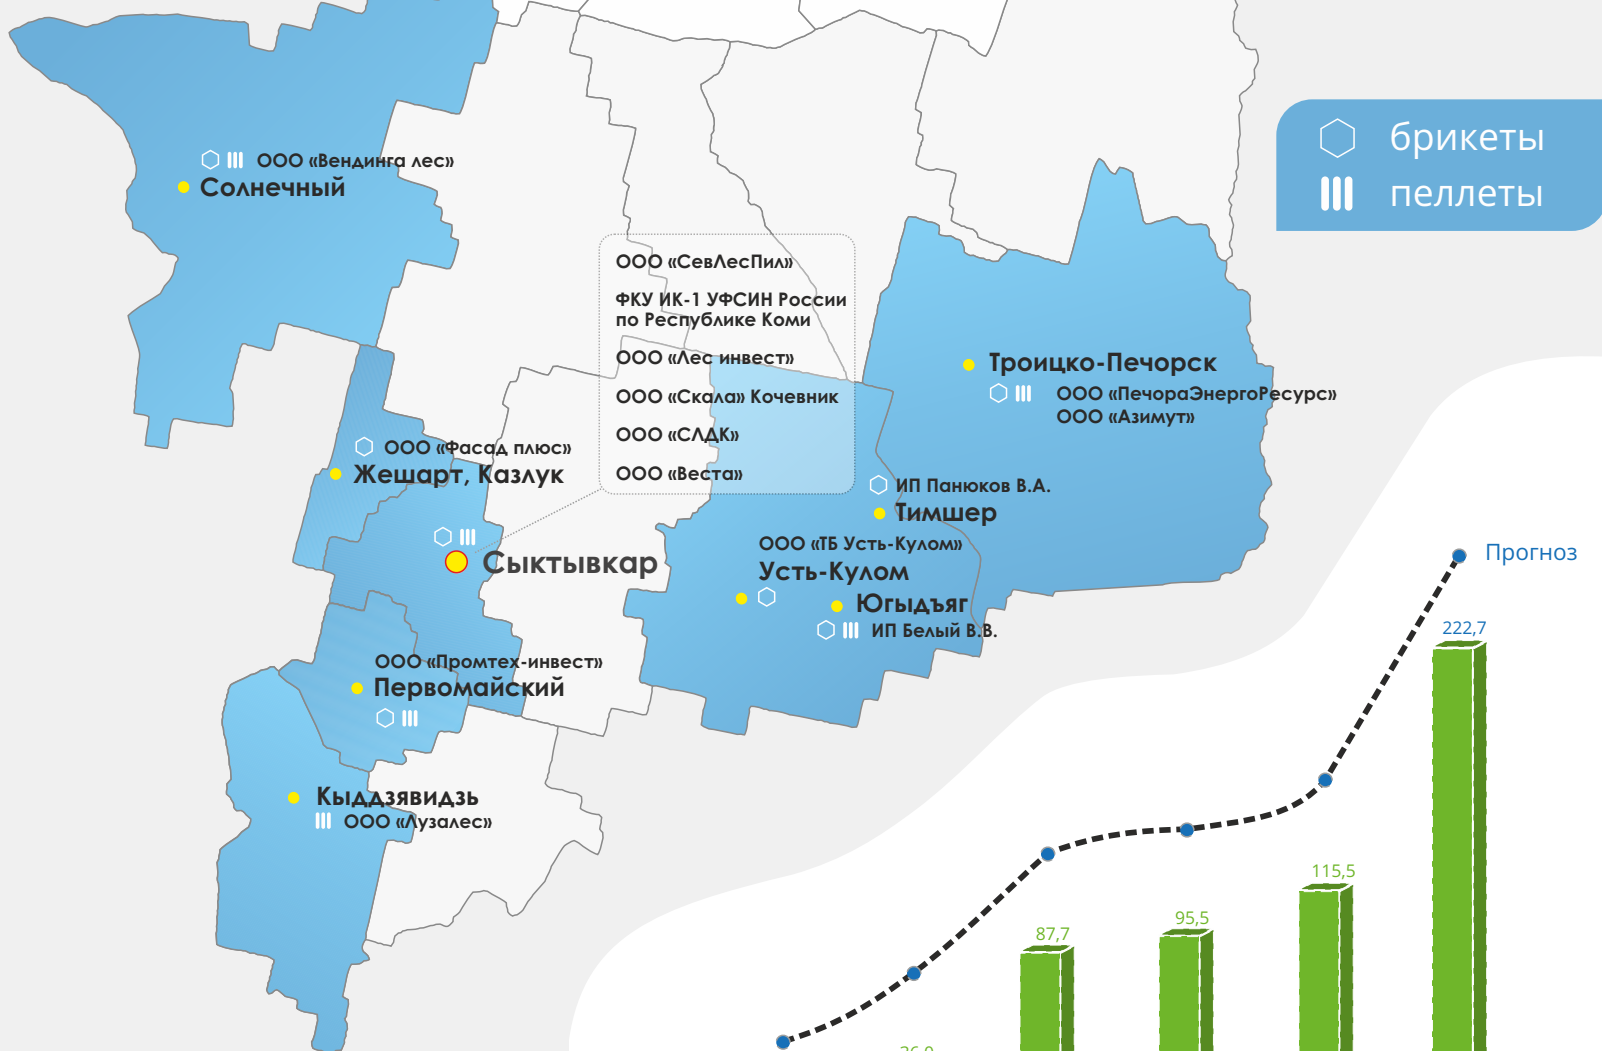 брикеты
пеллеты
ООО «Вендинга лес»
Солнечный
ООО «СевЛесПил»
ФКУ ИК-1 УФСИН России
по Республике Коми
ООО «Лес инвест»
ООО «Скала» Кочевник
ООО «СЛДК»
ООО «Веста»
Троицко-Печорск
ООО «ПечораЭнергоРесурс»
ООО «Азимут»
ООО «Фасад плюс»
Жешарт, Казлук
ИП Панюков В.А.
Тимшер
Сыктывкар
ООО «ТБ Усть-Кулом»
Усть-Кулом
Югыдъяг
ИП Белый В.В.
ООО «Промтех-инвест»
Первомайский
Кыддзявидзь
ООО «Лузалес»
Прогноз
222,7
115,5
95,5
87,7